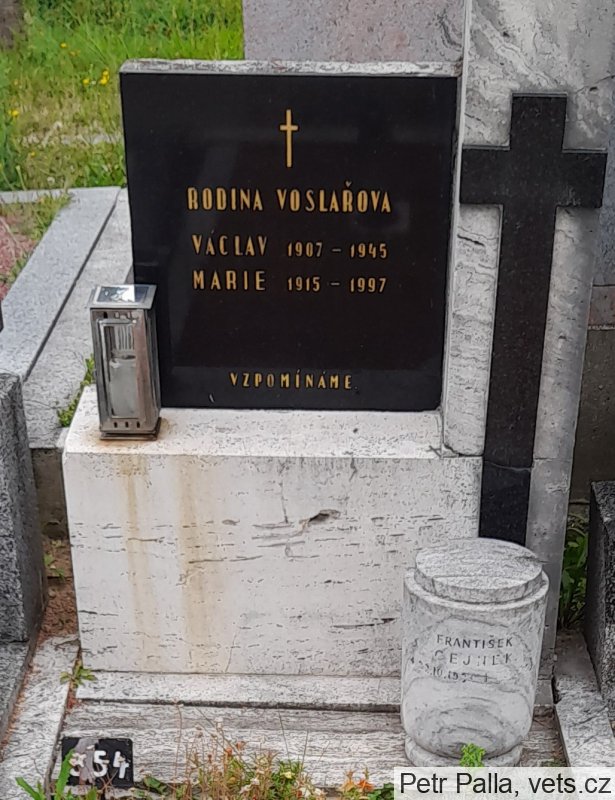 RODINA VOSLAŘOVA
VÁCLAV 1907 – 1945
MARIE 1915 – 1997
VZPOMÍNÁME.
FRANTIŠEK
354
Petr Palla, vets.cz